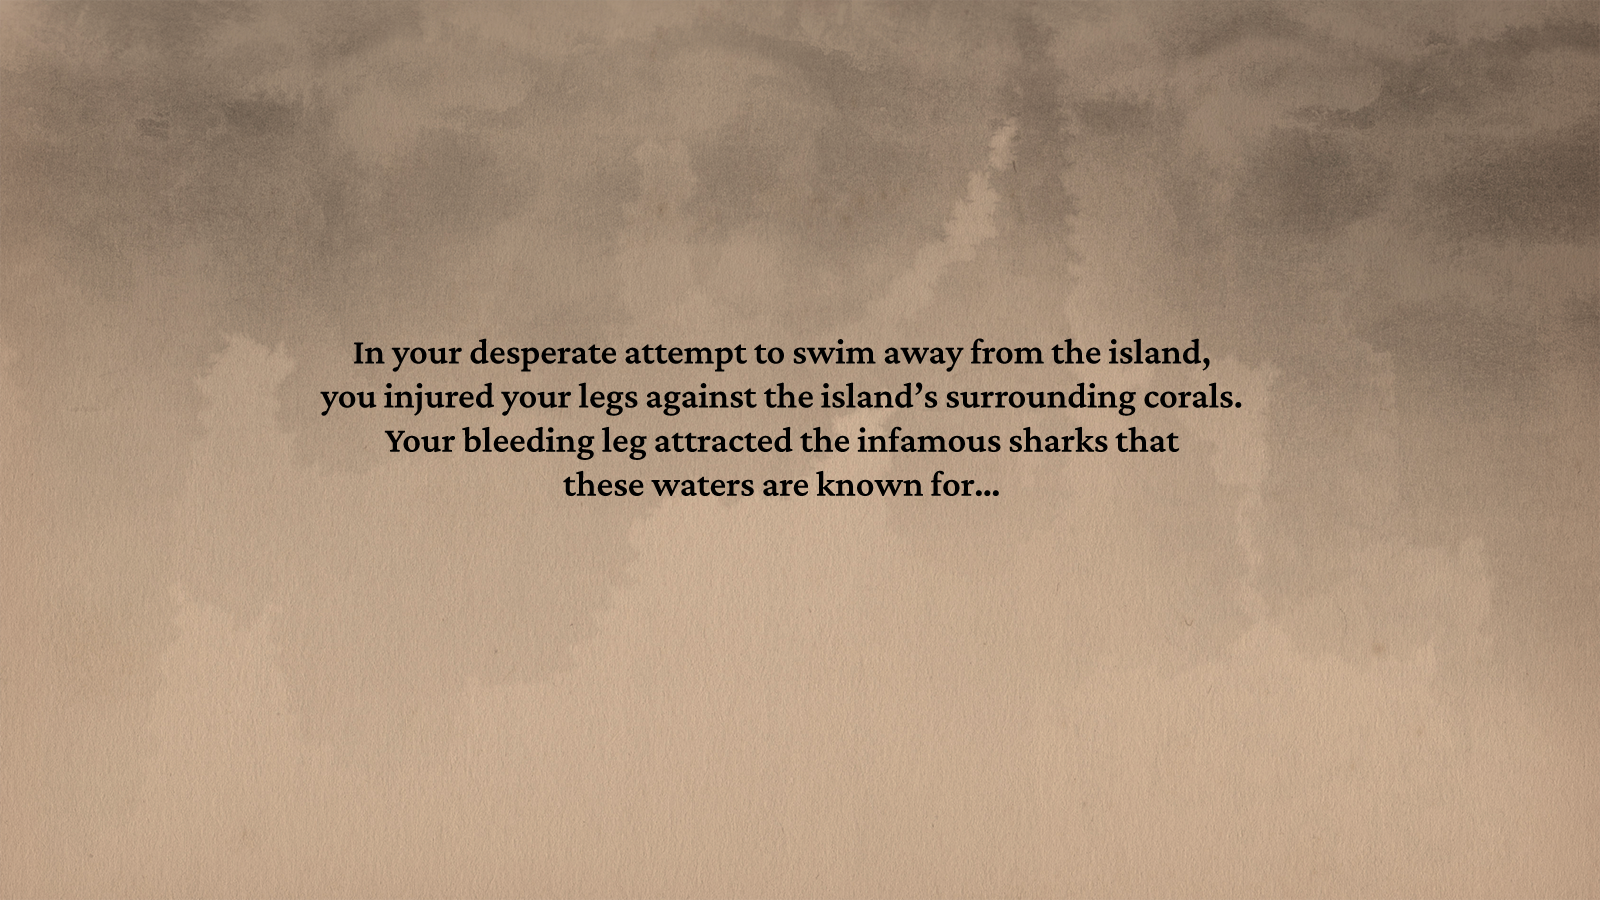 In your desperate attempt to swim away from the island,
you injured your legs against the island’s surrounding corals.
Your bleeding leg attracted the infamous sharks that
these waters are known for...